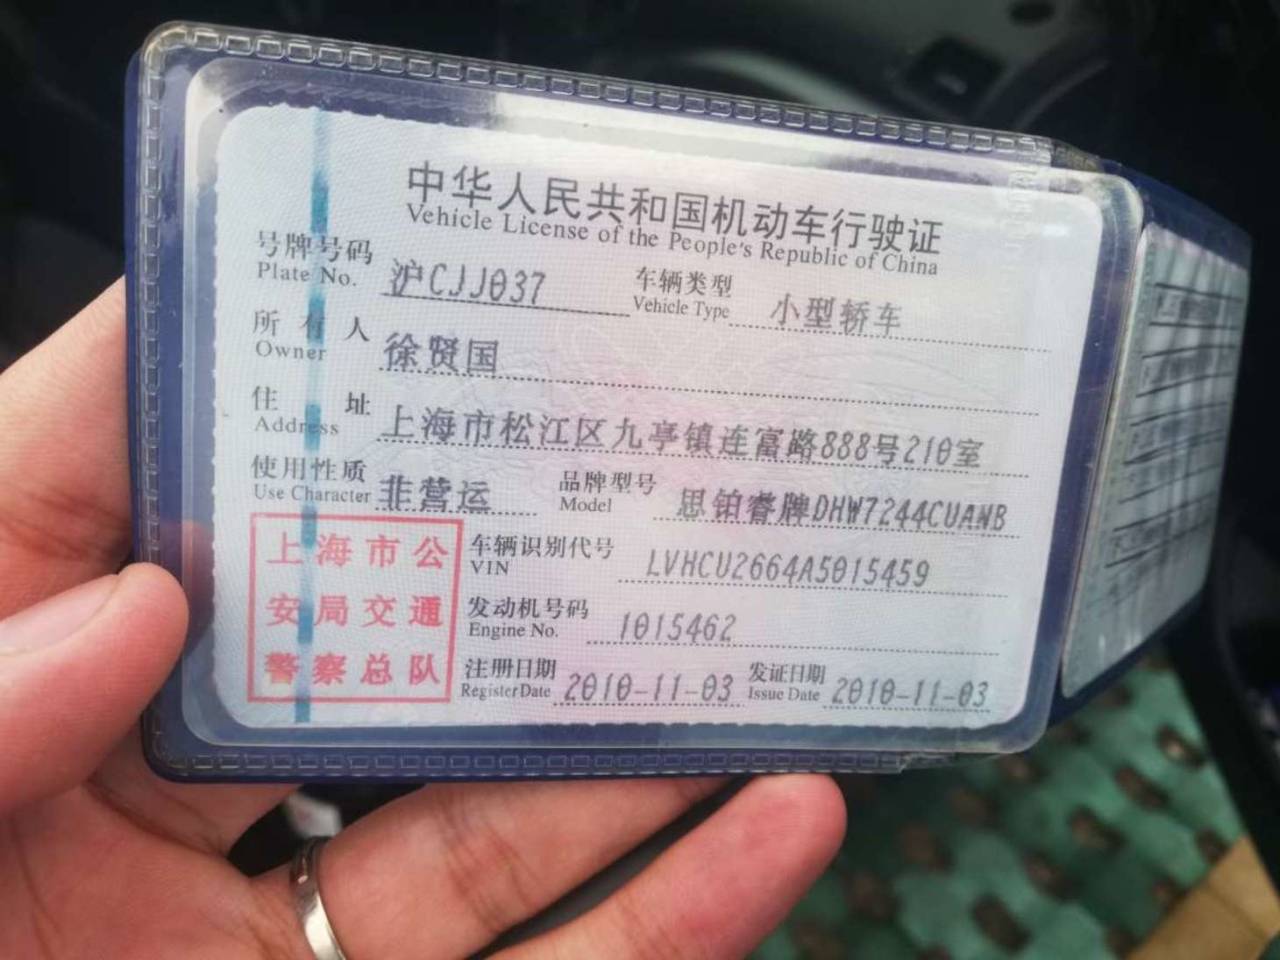 中华人民共和国机动车行驶证
Vehicle License of the People's Republic of China
号牌号码 沪CJJ037 车辆类型 小型轿车
Plate No. Vehicle Type
所有人 徐贤国
Owner
住址 上海市松江区九亭镇连富路888号210室
Address
使用性质 非营运 品牌型号 思铂睿牌DHW7244CUANB
Use Character Model
车辆识别代号 LVHCU2664A5015459
VIN
发动机号码 1015462
Engine No.
注册日期 2010-11-03 发证日期 2010-11-03
Register Date Issue Date
上海市公
安局交通
警察总队